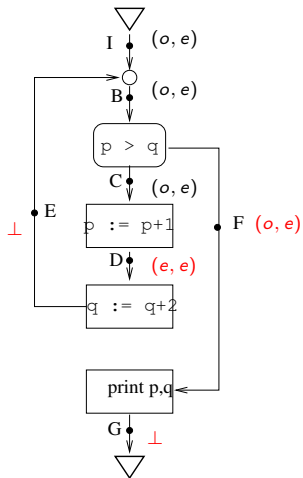 I (o, e)
B (o, e)
p > q
C (o, e)
p := p+1
E F (o, e)
⊥
D (e, e)
q := q+2
print p,q
G ⊥